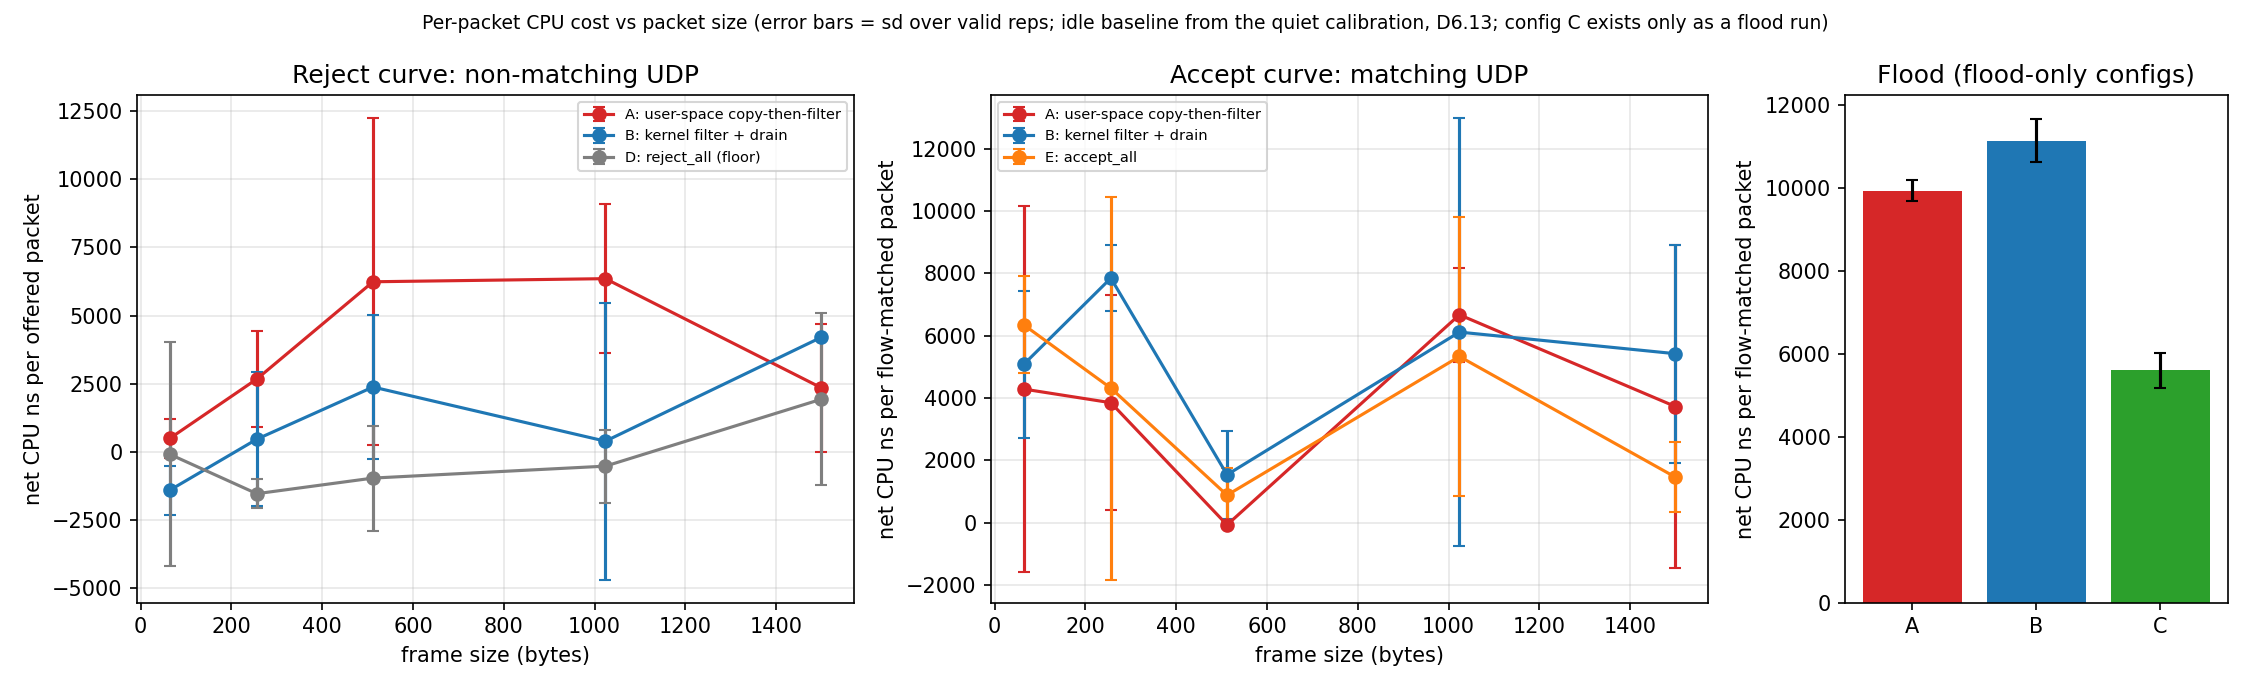 Per-packet CPU cost vs packet size (error bars = sd over valid reps; idle baseline from the quiet calibration, D6.13; config C exists only as a flood run)
Reject curve: non-matching UDP
net CPU ns per offered packet
12500
10000
7500
5000
2500
0
−2500
−5000
A: user-space copy-then-filter
B: kernel filter + drain
D: reject_all (floor)
0 200 400 600 800 1000 1200 1400
frame size (bytes)
Accept curve: matching UDP
net CPU ns per flow-matched packet
12000
10000
8000
6000
4000
2000
0
−2000
A: user-space copy-then-filter
B: kernel filter + drain
E: accept_all
0 200 400 600 800 1000 1200 1400
frame size (bytes)
Flood (flood-only configs)
net CPU ns per flow-matched packet
12000
10000
8000
6000
4000
2000
0
A B C